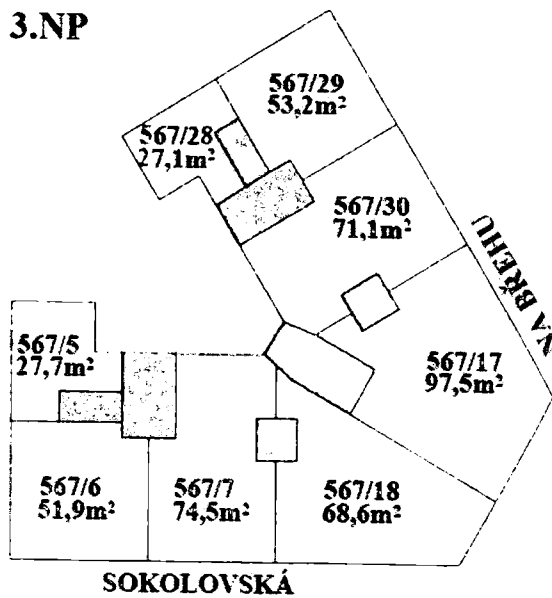 3.NP
567/29
53,2m²
567/28
27,1m²
567/30
71,1m²
NA BŘEHU
567/17
97,5m²
567/5
27,7m²
567/6
51,9m²
567/7
74,5m²
567/18
68,6m²
SOKOLOVSKÁ